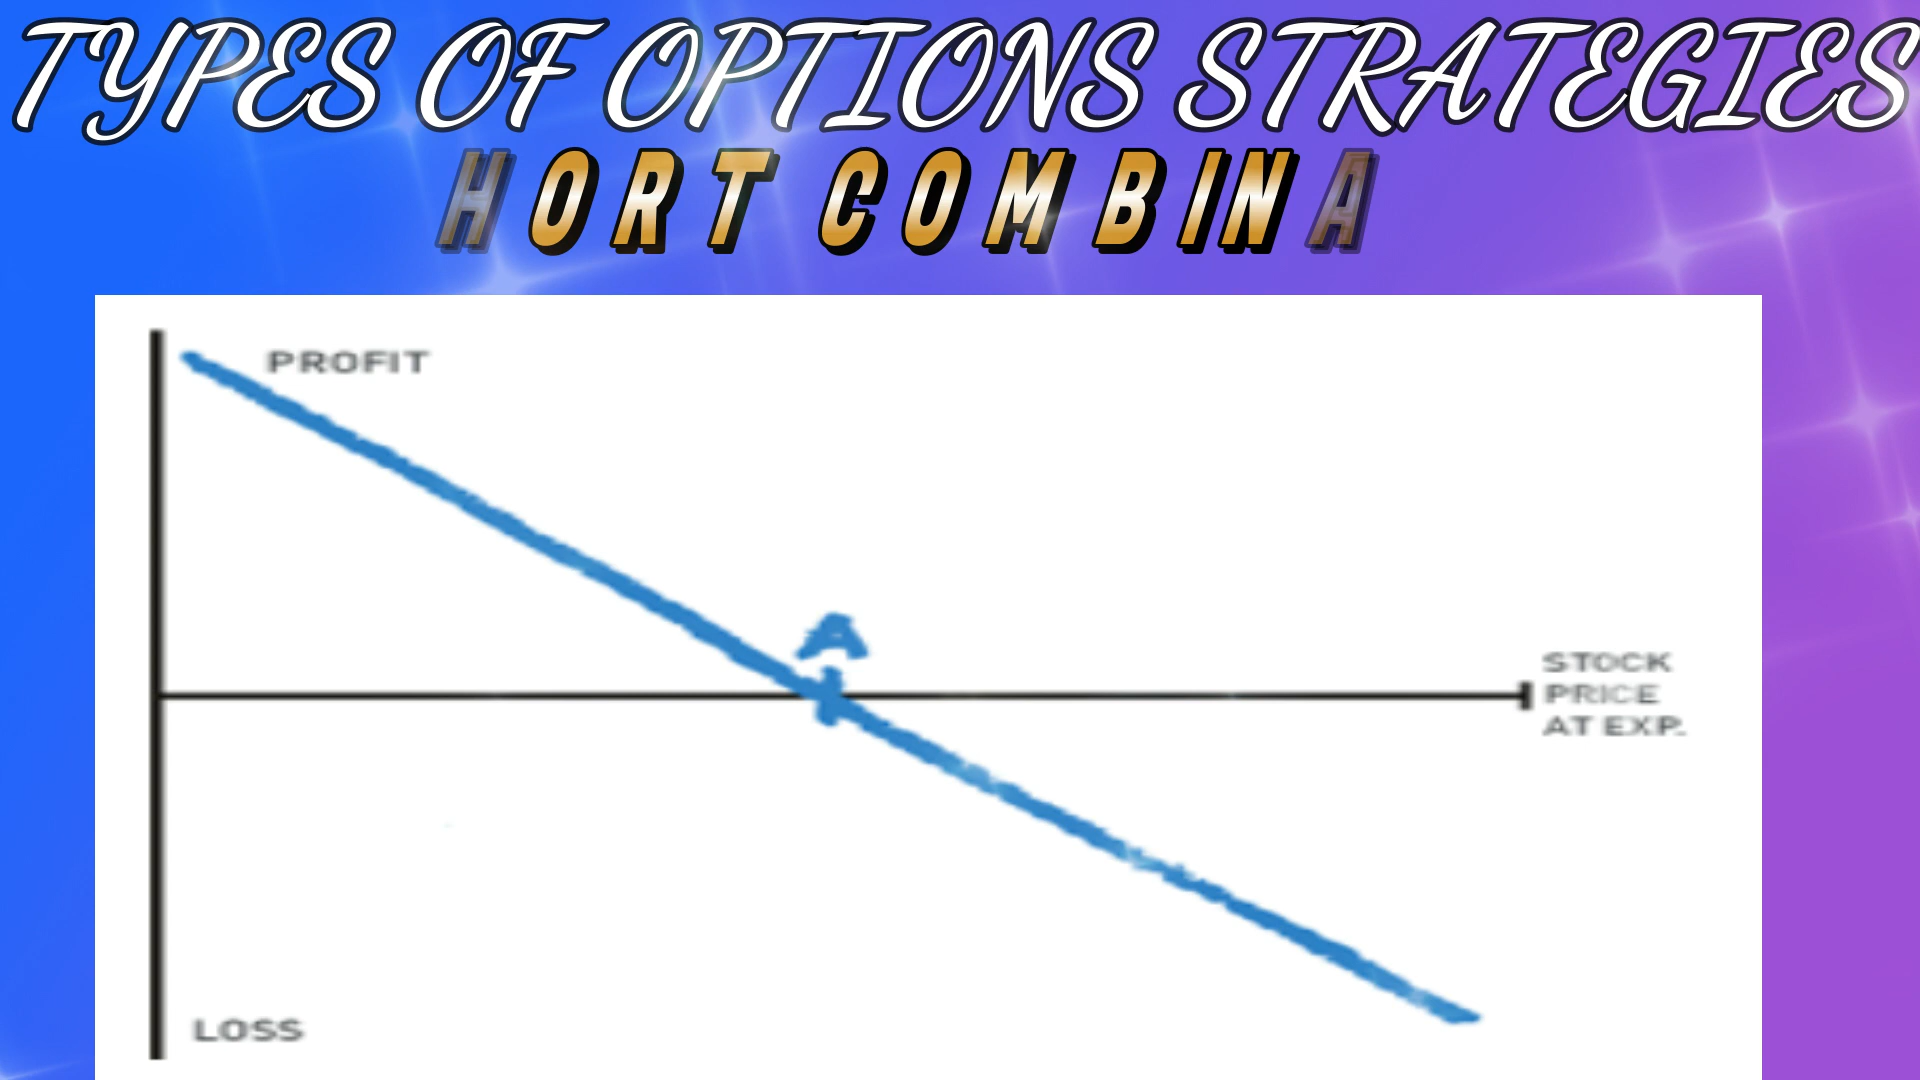 TYPES OF OPTIONS STRATEGIES
HORT COMBINA
PROFIT
A
STOCK
PRICE
AT EXP.
LOSS